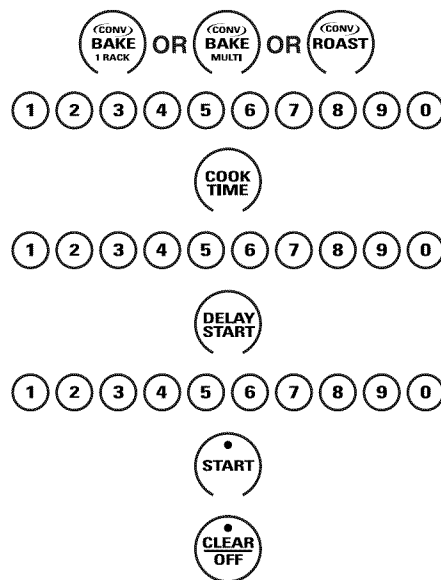 CONV BAKE 1 RACK OR CONV BAKE MULTI OR CONV ROAST
1 2 3 4 5 6 7 8 9 0
COOK
TIME
1 2 3 4 5 6 7 8 9 0
DELAY
START
1 2 3 4 5 6 7 8 9 0
START
CLEAR
OFF